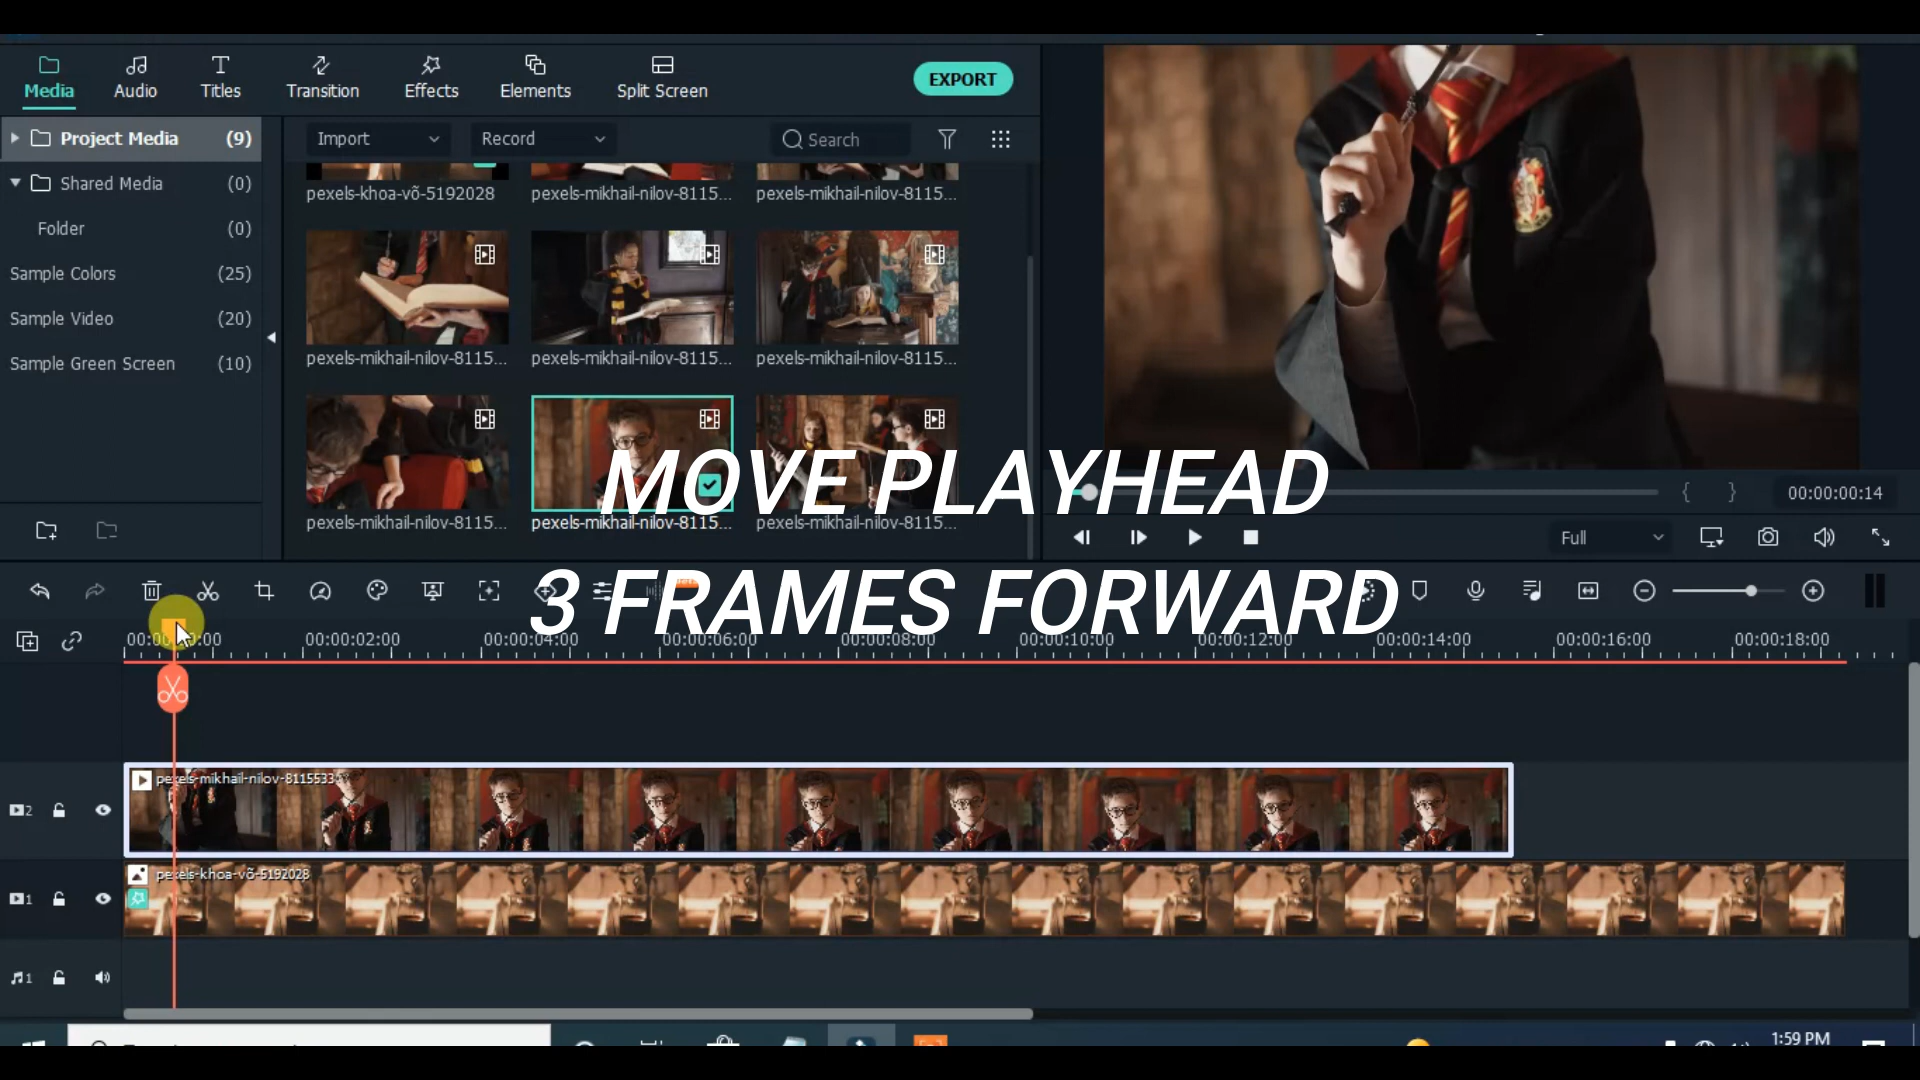 Media
Audio
Titles
Transition
Effects
Elements
Split Screen
EXPORT
Project Media (9)
Shared Media (0)
Folder (0)
Sample Colors (25)
Sample Video (20)
Sample Green Screen (10)
Import
Record
Search
pexels-khoa-võ-5192028
pexels-mikhail-nilov-8115...
pexels-mikhail-nilov-8115...
pexels-mikhail-nilov-8115...
pexels-mikhail-nilov-8115...
pexels-mikhail-nilov-8115...
pexels-mikhail-nilov-8115...
pexels-mikhail-nilov-8115...
pexels-mikhail-nilov-8115...
{ }
00:00:00:14
Full
MOVE PLAYHEAD
3 FRAMES FORWARD
00:00:02:00
00:00:04:00
00:00:06:00
00:00:08:00
00:00:10:00
00:00:12:00
00:00:14:00
00:00:16:00
00:00:18:00
pexels-mikhail-nilov-8115533
2
pexels-khoa-võ-5192028
1
1
1:59 PM